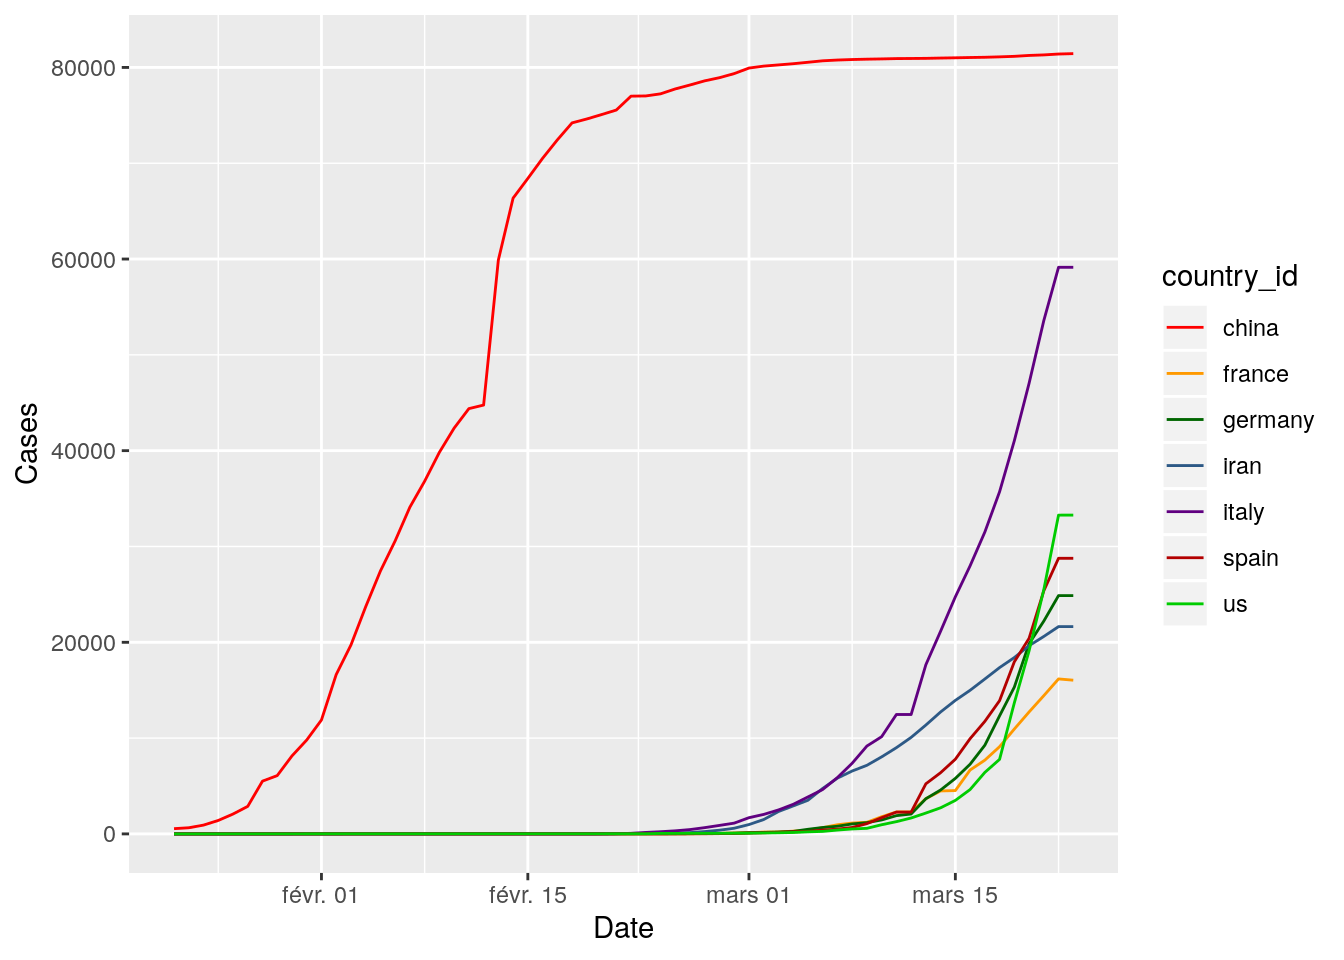 80000
60000
40000
20000
0
Cases
févr. 01
févr. 15
mars 01
mars 15
Date
country_id
china
france
germany
iran
italy
spain
us